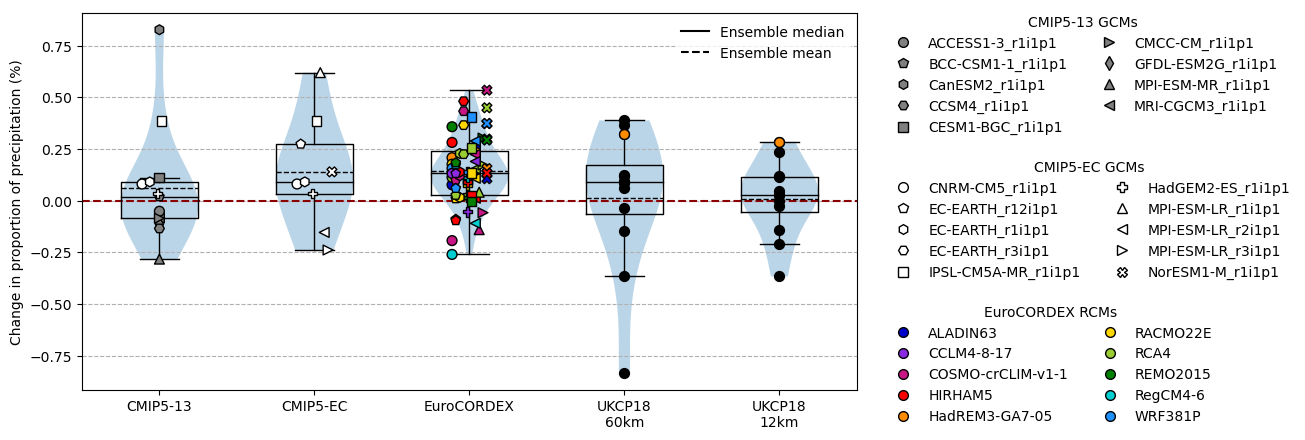 Change in proportion of precipitation (%)
0.75
0.50
0.25
0.00
−0.25
−0.50
−0.75
Ensemble median
Ensemble mean
CMIP5-13
CMIP5-EC
EuroCORDEX
UKCP18
60km
UKCP18
12km
CMIP5-13 GCMs
ACCESS1-3_r1i1p1
BCC-CSM1-1_r1i1p1
CanESM2_r1i1p1
CCSM4_r1i1p1
CESM1-BGC_r1i1p1
CMCC-CM_r1i1p1
GFDL-ESM2G_r1i1p1
MPI-ESM-MR_r1i1p1
MRI-CGCM3_r1i1p1
CMIP5-EC GCMs
CNRM-CM5_r1i1p1
EC-EARTH_r12i1p1
EC-EARTH_r1i1p1
EC-EARTH_r3i1p1
IPSL-CM5A-MR_r1i1p1
HadGEM2-ES_r1i1p1
MPI-ESM-LR_r1i1p1
MPI-ESM-LR_r2i1p1
MPI-ESM-LR_r3i1p1
NorESM1-M_r1i1p1
EuroCORDEX RCMs
ALADIN63
CCLM4-8-17
COSMO-crCLIM-v1-1
HIRHAM5
HadREM3-GA7-05
RACMO22E
RCA4
REMO2015
RegCM4-6
WRF381P